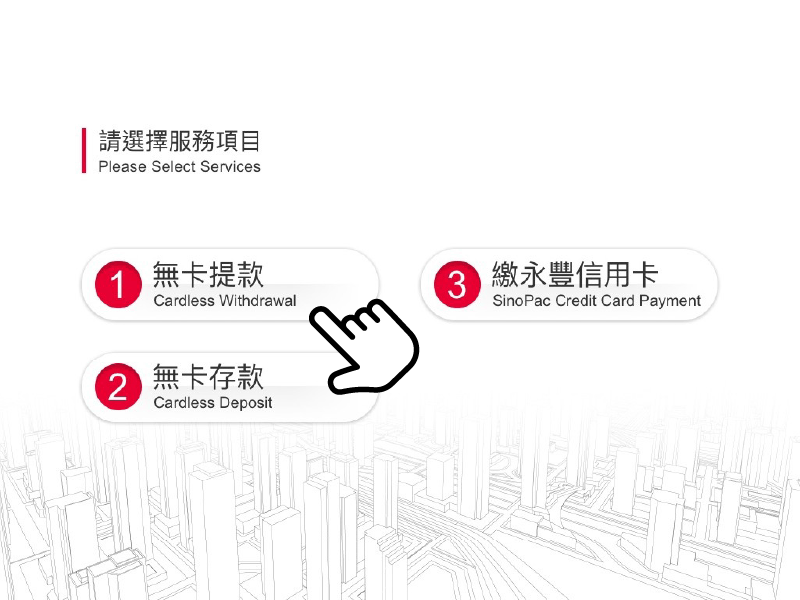 請選擇服務項目
Please Select Services
1
無卡提款
Cardless Withdrawal
2
無卡存款
Cardless Deposit
3
繳永豐信用卡
SinoPac Credit Card Payment